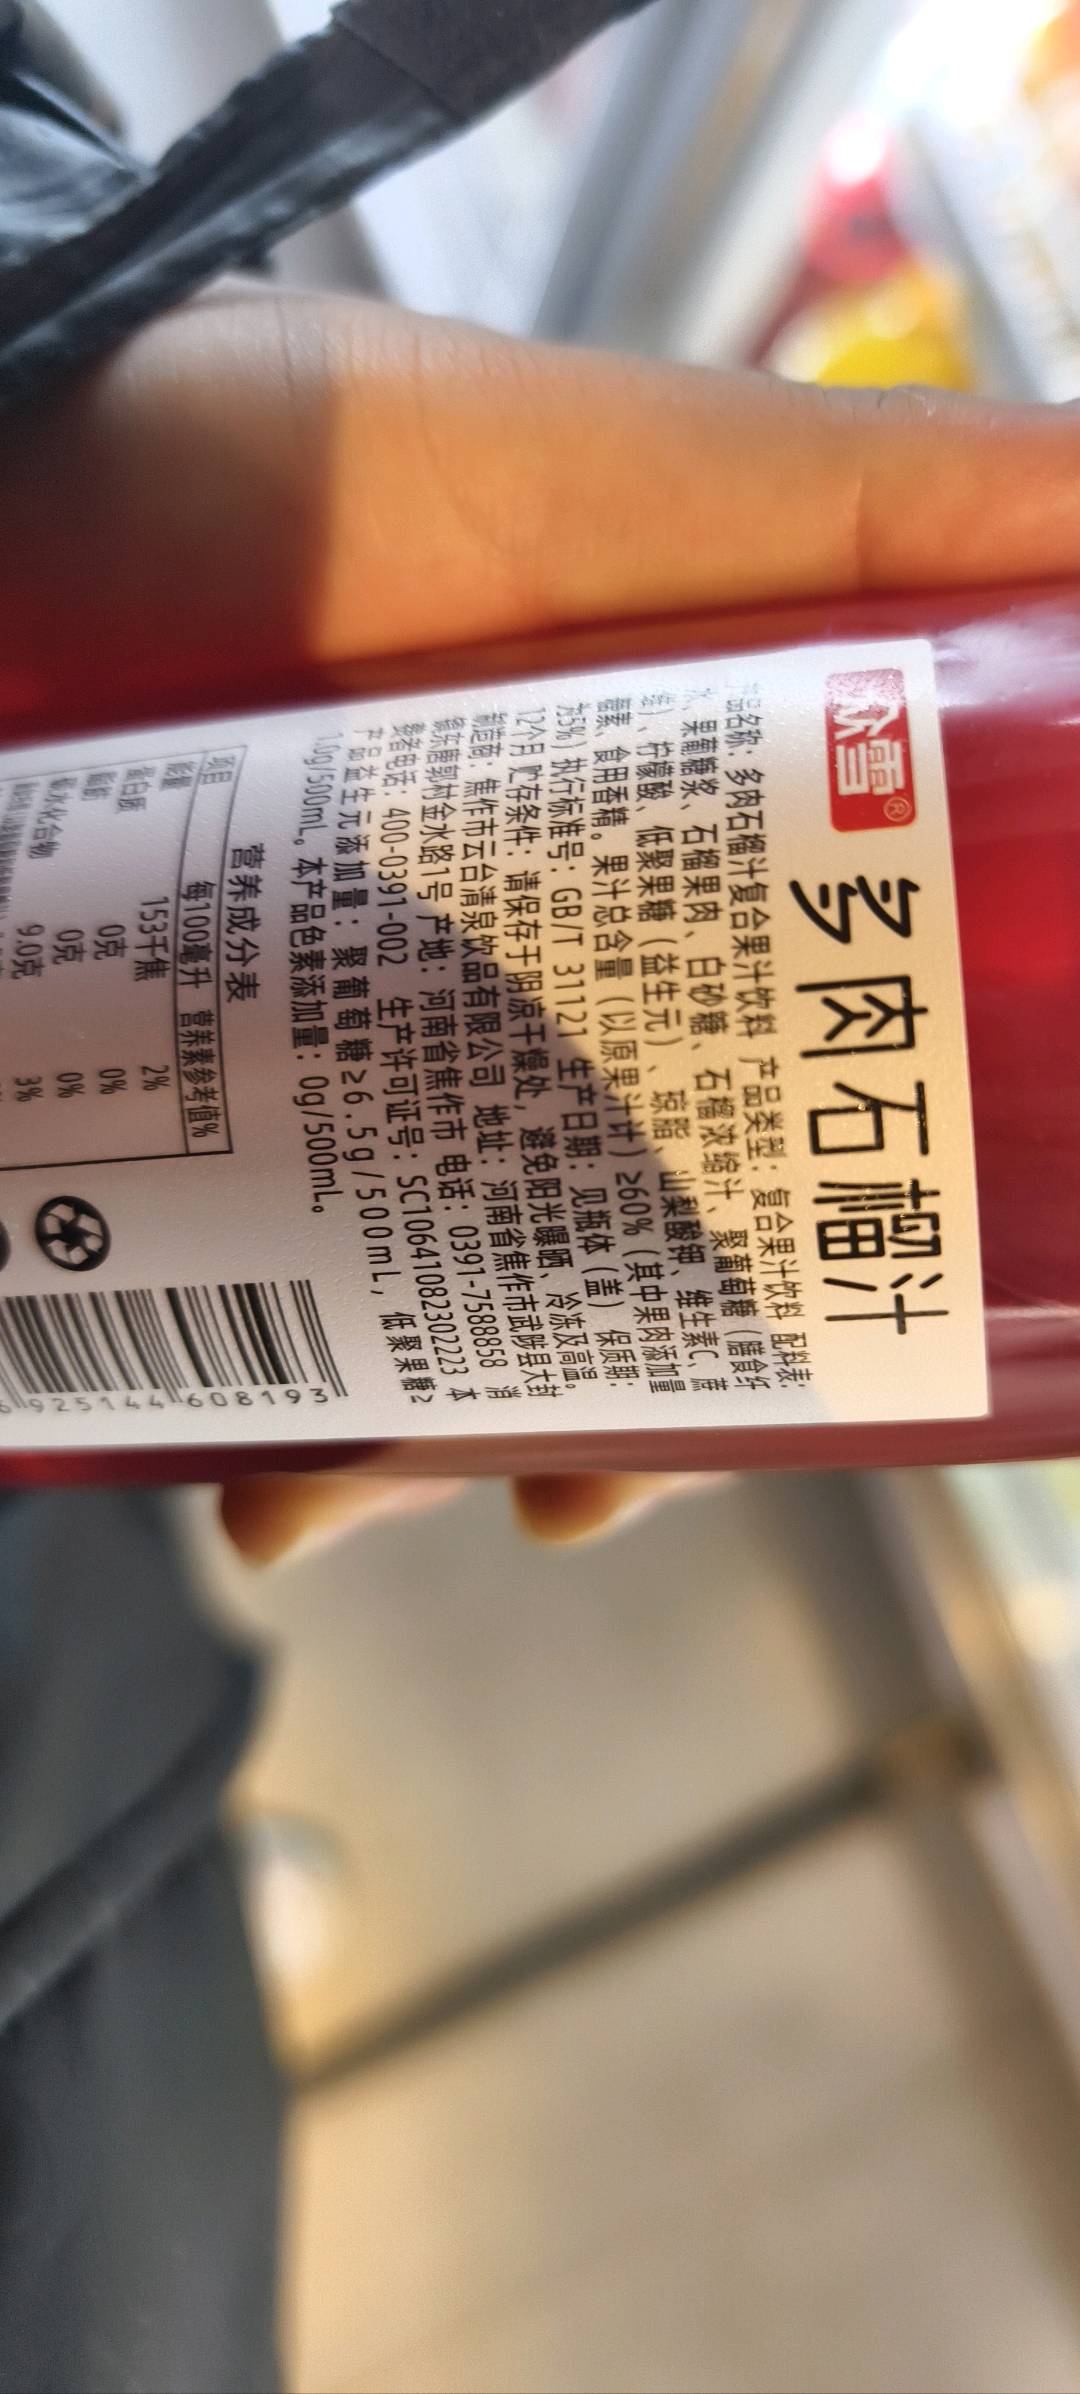 多肉石榴汁
产品名称：多肉石榴汁复合果汁饮料 产品类型：复合果汁饮料 配料表：
水、果葡糖浆、石榴果肉、白砂糖、石榴浓缩汁、聚葡萄糖（膳食纤
维）、柠檬酸、低聚果糖（益生元）、琼脂、山梨酸钾、维生素C、蔗
糖素、食用香精。果汁总含量（以原果汁计）≥60%（其中果肉添加量
为5%）执行标准号：GB/T 31121 生产日期：见瓶体（盖） 保质期：
12个月 贮存条件：请保存于阴凉干燥处，避免阳光曝晒、冷冻及高温。
制造商：焦作市云台清泉饮品有限公司 地址：河南省焦作市武陟县大封
镇东唐郭村金水路1号 产地：河南省焦作市 电话：0391-7588858 消
费者电话：400-0391-002 生产许可证号：SC10641082302223 本
产品益生元添加量：聚葡萄糖≥6.5g/500mL，低聚果糖≥
1.0g/500mL。本产品色素添加量：0g/500mL。
营养成分表
项目 每100毫升 营养素参考值%
能量 153千焦 2%
蛋白质 0克 0%
脂肪 0克 0%
碳水化合物 9.0克 3%
6 925144 608193